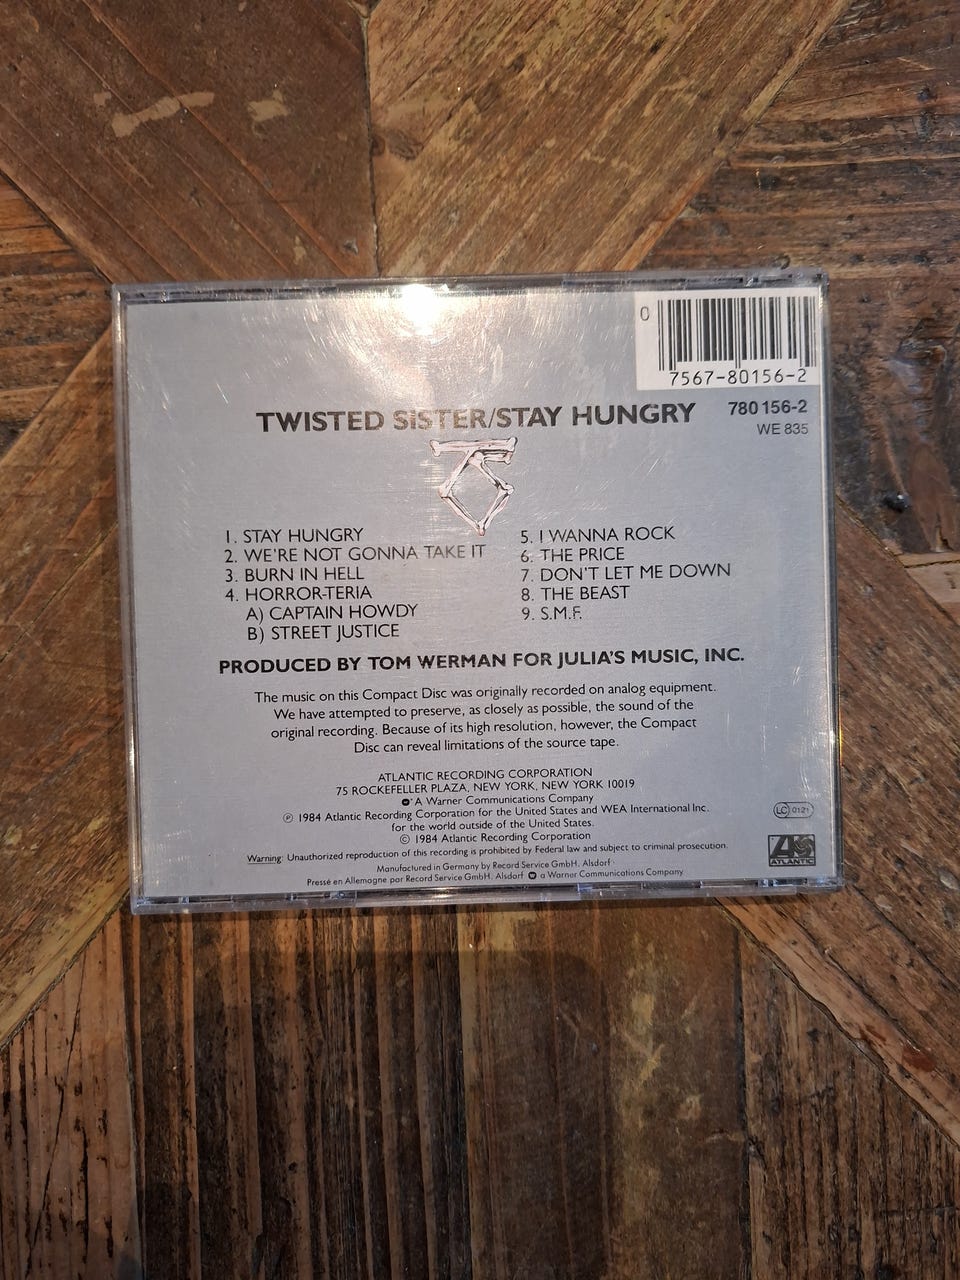 0
7567-80156-2
TWISTED SISTER/STAY HUNGRY
780 156-2
WE 835
1. STAY HUNGRY
2. WE'RE NOT GONNA TAKE IT
3. BURN IN HELL
4. HORROR-TERIA
A) CAPTAIN HOWDY
B) STREET JUSTICE
5. I WANNA ROCK
6. THE PRICE
7. DON'T LET ME DOWN
8. THE BEAST
9. S.M.F.
PRODUCED BY TOM WERMAN FOR JULIA'S MUSIC, INC.
The music on this Compact Disc was originally recorded on analog equipment.
We have attempted to preserve, as closely as possible, the sound of the
original recording. Because of its high resolution, however, the Compact
Disc can reveal limitations of the source tape.
ATLANTIC RECORDING CORPORATION
75 ROCKEFELLER PLAZA, NEW YORK, NEW YORK 10019
A Warner Communications Company
℗ 1984 Atlantic Recording Corporation for the United States and WEA International Inc.
for the world outside of the United States.
© 1984 Atlantic Recording Corporation
Warning: Unauthorized reproduction of this recording is prohibited by Federal law and subject to criminal prosecution.
Manufactured in Germany by Record Service GmbH. Alsdorf ·
Pressé en Allemagne par Record Service GmbH. Alsdorf a Warner Communications Company
LC 0121
ATLANTIC